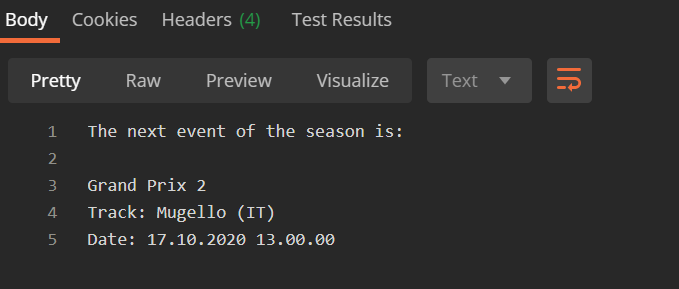 Body Cookies Headers (4) Test Results
Pretty Raw Preview Visualize Text
1 The next event of the season is:
2
3 Grand Prix 2
4 Track: Mugello (IT)
5 Date: 17.10.2020 13.00.00